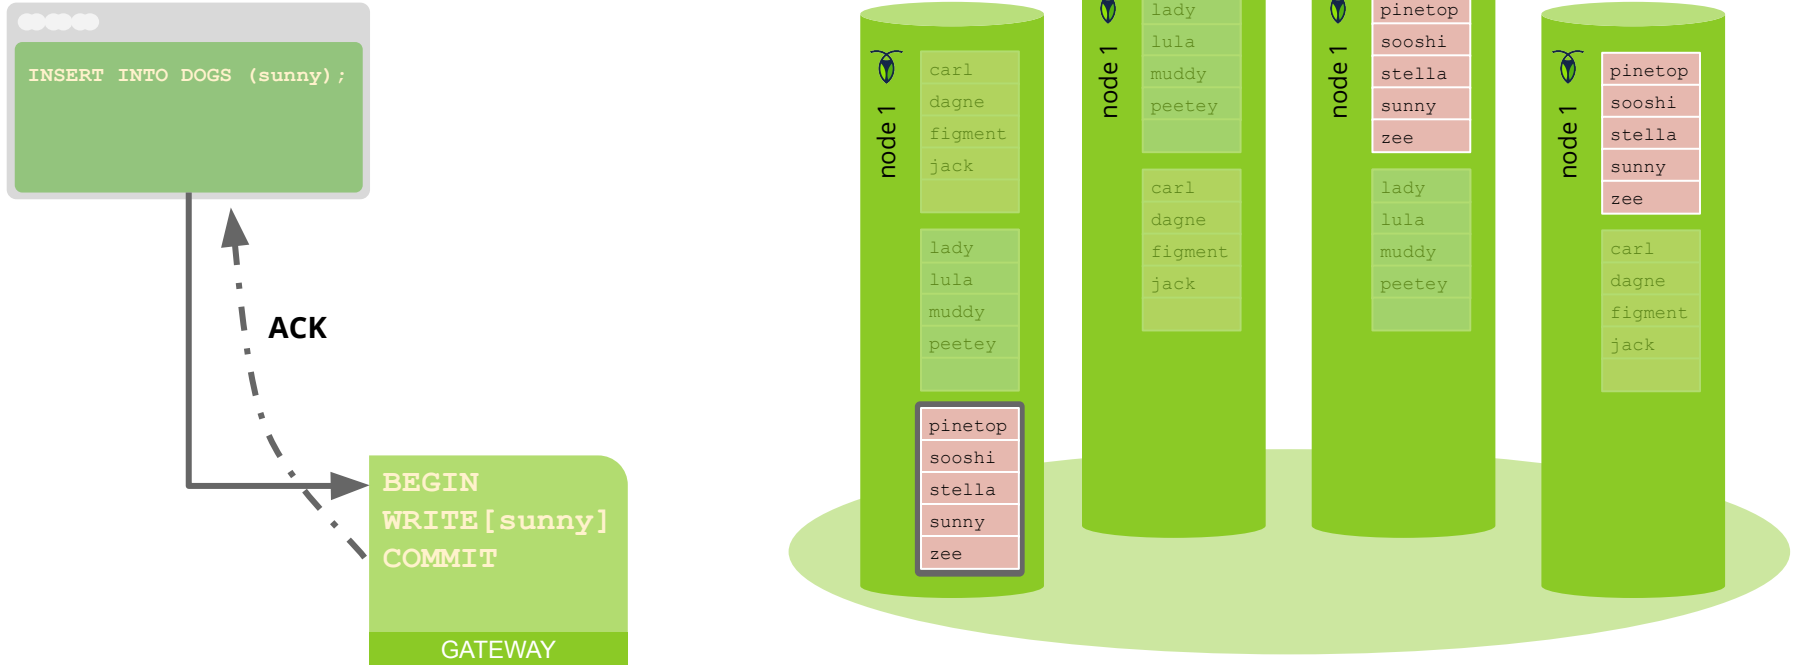 INSERT INTO DOGS (sunny);
ACK
BEGIN
WRITE[sunny]
COMMIT
GATEWAY
node 1
carl
dagne
figment
jack
lady
lula
muddy
peetey
pinetop
sooshi
stella
sunny
zee
node 1
lady
lula
muddy
peetey
carl
dagne
figment
jack
node 1
pinetop
sooshi
stella
sunny
zee
lady
lula
muddy
peetey
node 1
pinetop
sooshi
stella
sunny
zee
carl
dagne
figment
jack